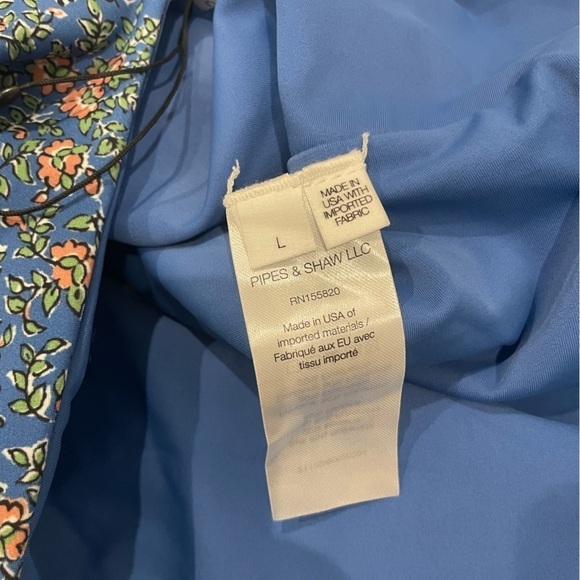 L
MADE IN
USA WITH
IMPORTED
FABRIC
PIPES & SHAW LLC
RN155820
Made in USA of
imported materials /
Fabriqué aux EU avec
tissu importé